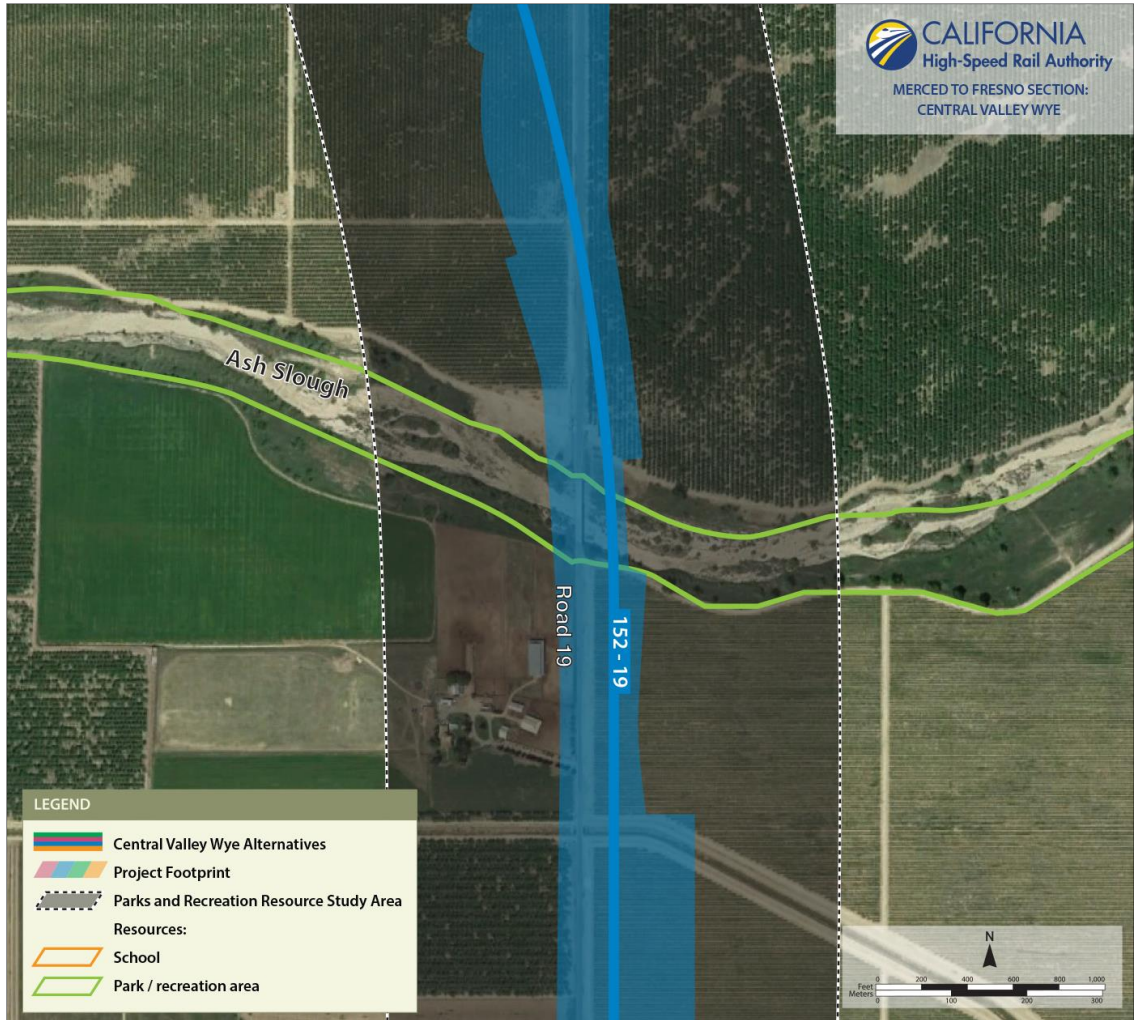 CALIFORNIA
High-Speed Rail Authority
MERCED TO FRESNO SECTION:
CENTRAL VALLEY WYE
Ash Slough
Road 19
152 - 19
LEGEND
Central Valley Wye Alternatives
Project Footprint
Parks and Recreation Resource Study Area
Resources:
School
Park / recreation area
N
0 200 400 600 800 1,000
Feet
Meters
0 100 200 300